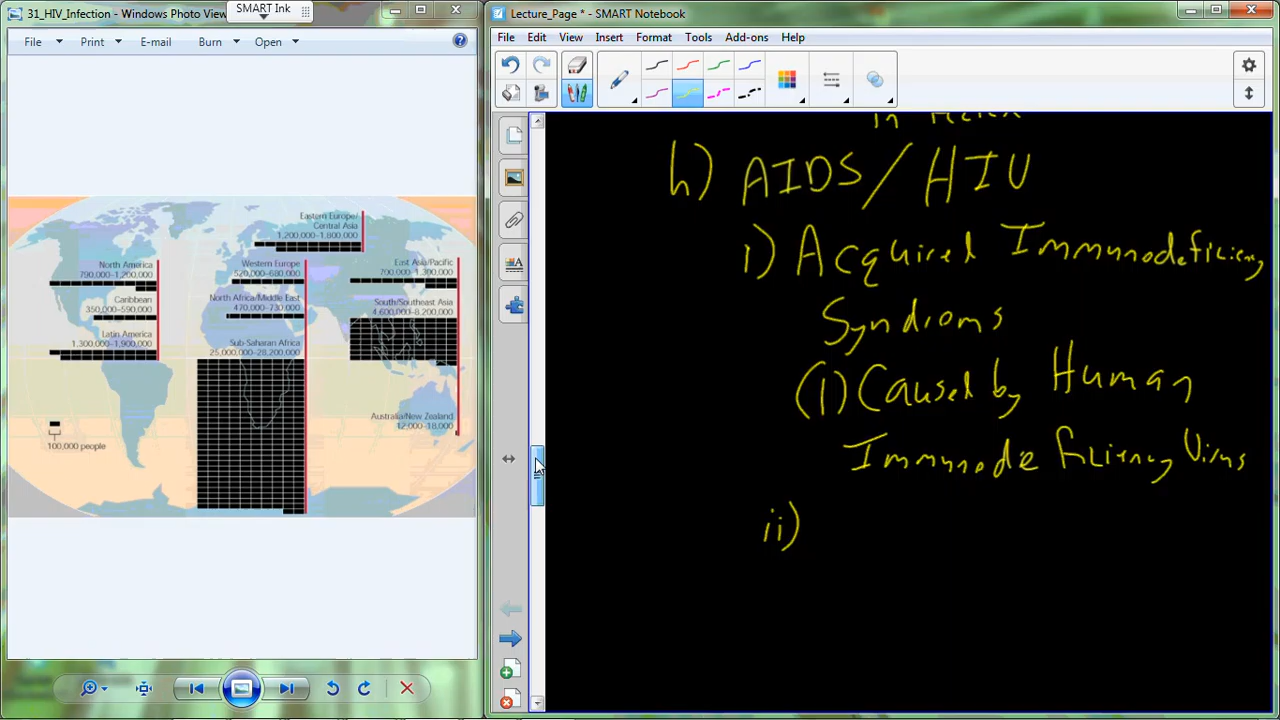 31_HIV_Infection - Windows Photo View
SMART Ink
File
Print
E-mail
Burn
Open
Eastern Europe/
Central Asia
1,200,000–1,800,000
North America
790,000–1,200,000
Western Europe
520,000–680,000
East Asia/Pacific
700,000–1,300,000
Caribbean
350,000–590,000
North Africa/Middle East
470,000–730,000
South/Southeast Asia
4,600,000–8,200,000
Latin America
1,300,000–1,900,000
Sub-Saharan Africa
25,000,000–28,200,000
Australia/New Zealand
12,000–18,000
100,000 people
Lecture_Page * - SMART Notebook
File Edit View Insert Format Tools Add-ons Help
in
h) AIDS/HIV
i) Acquired Immunodeficiency
Syndroms
(1) Caused by Human
Immunodeficiency Virus
ii)